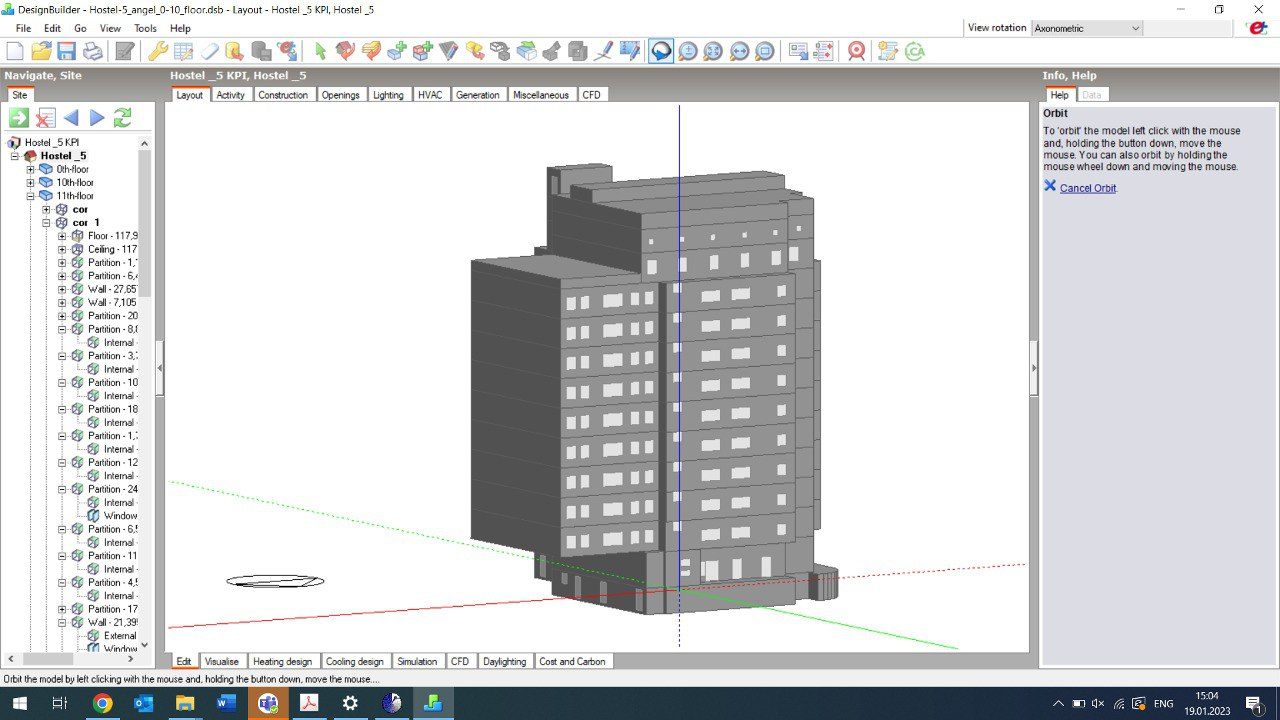 DesignBuilder - Hostel-5_angel_0-10_floor.dsb - Layout - Hostel _5 KPI, Hostel _5
File Edit Go View Tools Help
View rotation Axonometric
Navigate, Site
Hostel _5 KPI, Hostel _5
Info, Help
Site
Layout Activity Construction Openings Lighting HVAC Generation Miscellaneous CFD
Help Data
Orbit
To 'orbit' the model left click with the mouse
and, holding the button down, move the
mouse. You can also orbit by holding the
mouse wheel down and moving the mouse.
Cancel Orbit.
Hostel _5 KPI
Hostel _5
0th-floor
10th-floor
11th-floor
cor
cor 1
Floor - 117,9
Ceiling - 117
Partition - 1,
Partition - 6,4
Wall - 27,65
Wall - 7,105
Partition - 20
Partition - 8,8
Internal
Partition - 3,7
Internal
Partition - 10
Internal
Partition - 18
Internal
Partition - 1,7
Internal
Partition - 12
Internal
Partition - 24
Internal
Window
Partition - 6,5
Internal
Partition - 11
Internal
Partition - 4,5
Internal
Partition - 17
Wall - 21,39
External
Window
Edit Visualise Heating design Cooling design Simulation CFD Daylighting Cost and Carbon
Orbit the model by left clicking with the mouse and, holding the button down, move the mouse....
ENG
15:04
19.01.2023